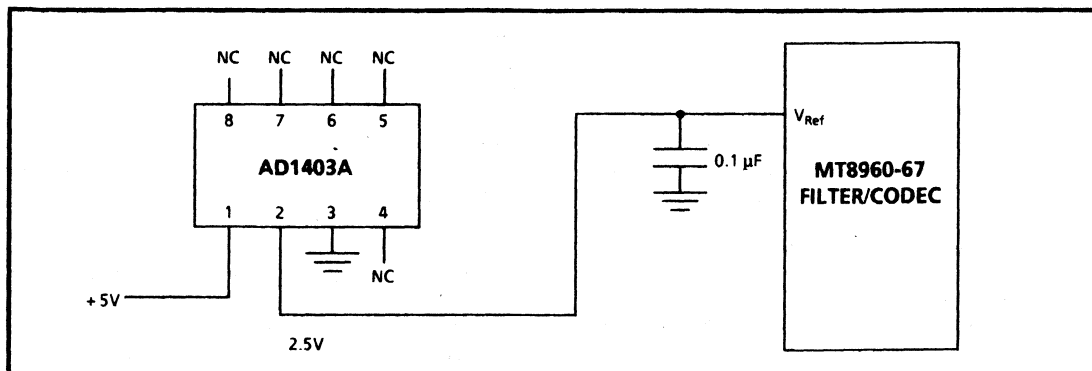 NC NC NC NC
8 7 6 5
AD1403A
1 2 3 4
NC
+ 5V
2.5V
0.1 µF
VRef
MT8960-67
FILTER/CODEC